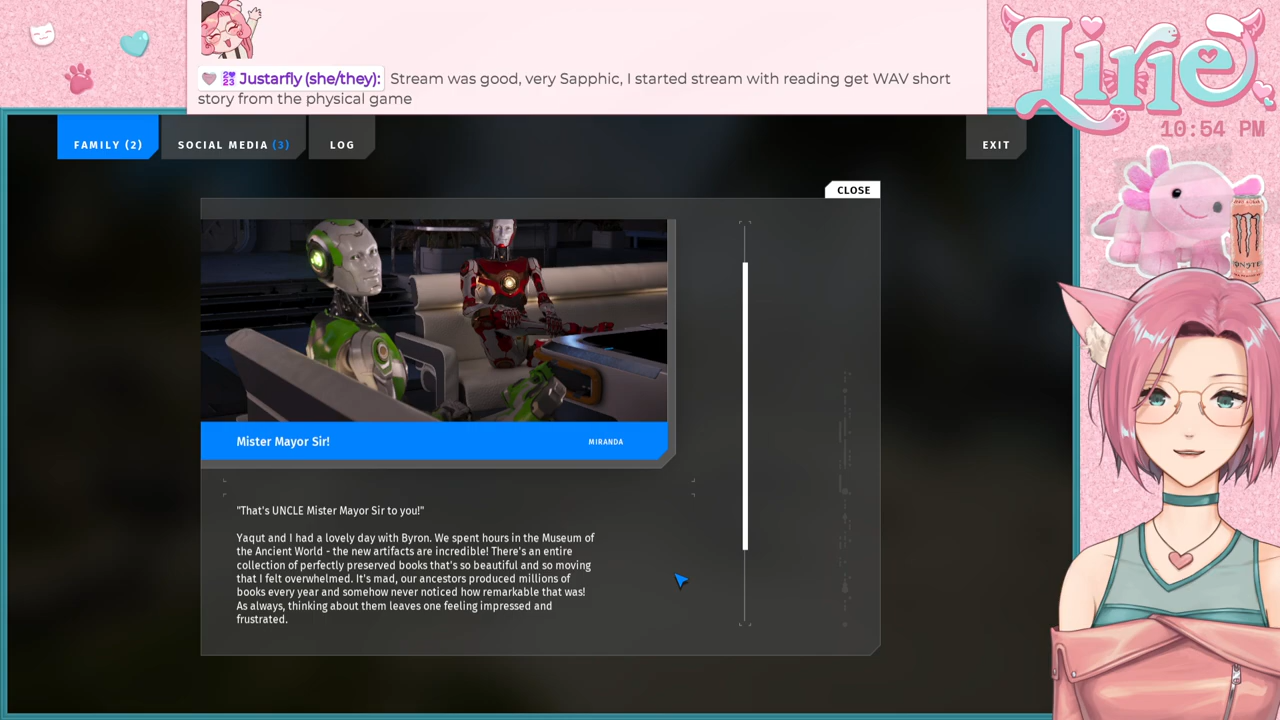 Justarfly (she/they): Stream was good, very Sapphic, I started stream with reading get WAV short
story from the physical game
Lirie
10:54 PM
FAMILY (2)
SOCIAL MEDIA (3)
LOG
EXIT
CLOSE
Mister Mayor Sir!
MIRANDA
"That's UNCLE Mister Mayor Sir to you!"
Yaqut and I had a lovely day with Byron. We spent hours in the Museum of
the Ancient World - the new artifacts are incredible! There's an entire
collection of perfectly preserved books that's so beautiful and so moving
that I felt overwhelmed. It's mad, our ancestors produced millions of
books every year and somehow never noticed how remarkable that was!
As always, thinking about them leaves one feeling impressed and
frustrated.